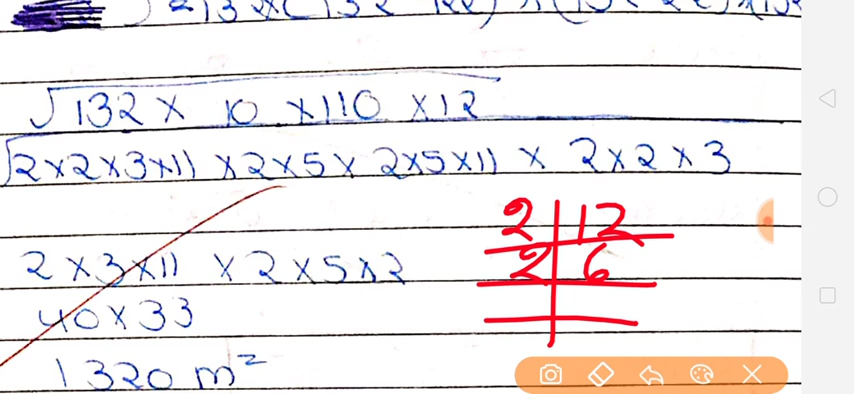 √132 × 10 × 110 × 12
√2×2×3×11 × 2×5 × 2×5×11 × 2×2×3
2 | 12
2 | 6
2 × 3 × 11 × 2 × 5 × 2
40 × 33
1320 m²